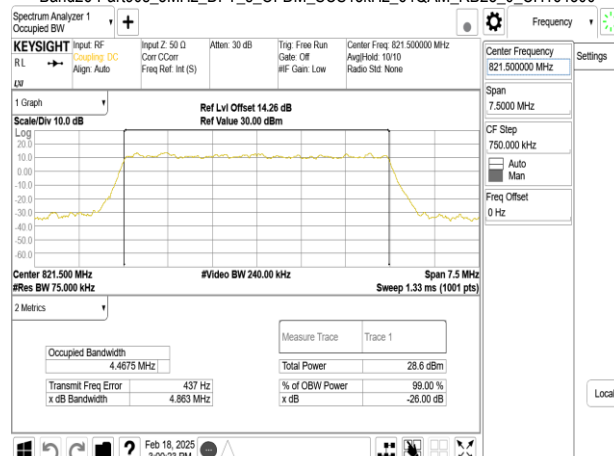 Spectrum Analyzer 1
Occupied BW
Frequency
KEYSIGHT
RL
Input: RF
Coupling: DC
Align: Auto
Input Z: 50 Ω
Corr CCorr
Freq Ref: Int (S)
Atten: 30 dB
Trig: Free Run
Gate: Off
#IF Gain: Low
Center Freq: 821.500000 MHz
Avg|Hold: 10/10
Radio Std: None
Center Frequency
821.500000 MHz
Settings
Span
7.5000 MHz
CF Step
750.000 kHz
Auto
Man
Freq Offset
0 Hz
Local
1 Graph
Ref Lvl Offset 14.26 dB
Scale/Div 10.0 dB
Ref Value 30.00 dBm
Log
20.0
10.0
0.00
-10.0
-20.0
-30.0
-40.0
-50.0
-60.0
Center 821.500 MHz
#Video BW 240.00 kHz
Span 7.5 MHz
#Res BW 75.000 kHz
Sweep 1.33 ms (1001 pts)
2 Metrics
Measure Trace
Trace 1
Occupied Bandwidth
4.4675 MHz
Total Power
28.6 dBm
Transmit Freq Error
437 Hz
% of OBW Power
99.00 %
x dB Bandwidth
4.863 MHz
x dB
-26.00 dB
?
Feb 18, 2025